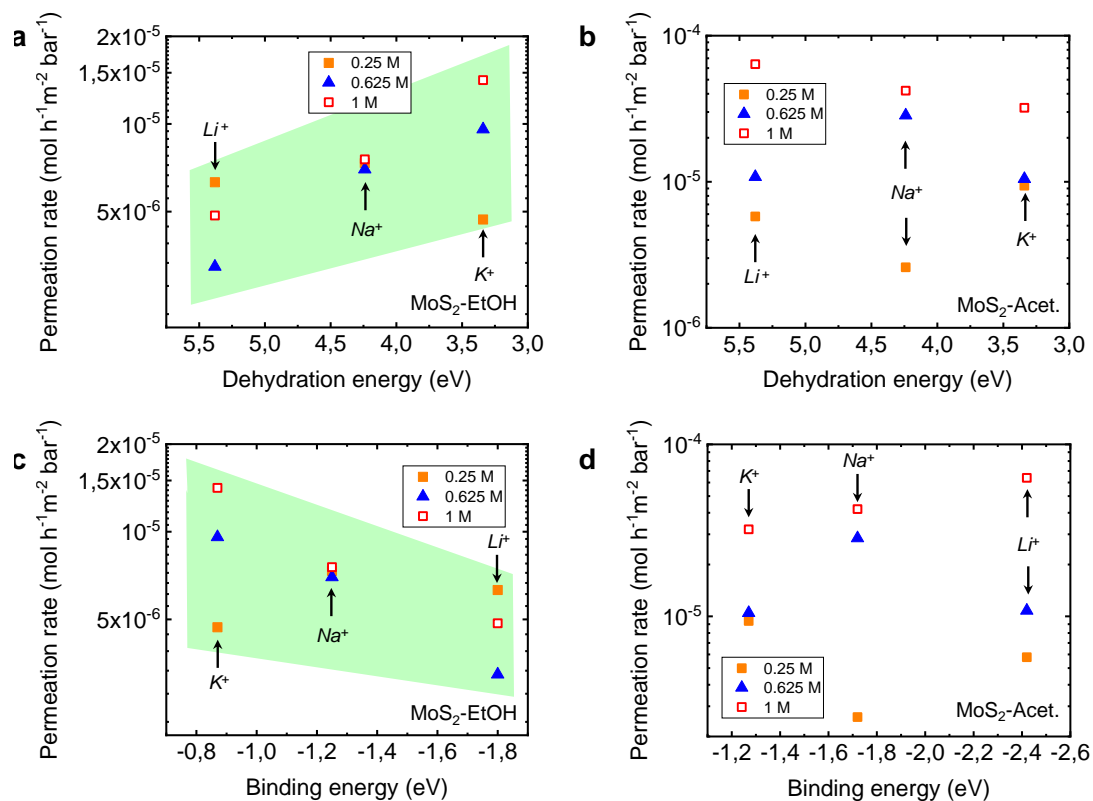 a
Permeation rate (mol h⁻¹m⁻² bar⁻¹)
2x10⁻⁵
1,5x10⁻⁵
10⁻⁵
5x10⁻⁶
0.25 M
0.625 M
1 M
Li⁺
Na⁺
K⁺
MoS₂-EtOH
5,5 5,0 4,5 4,0 3,5 3,0
Dehydration energy (eV)
b
Permeation rate (mol h⁻¹m⁻² bar⁻¹)
10⁻⁴
10⁻⁵
10⁻⁶
0.25 M
0.625 M
1 M
Na⁺
Li⁺
K⁺
MoS₂-Acet.
5,5 5,0 4,5 4,0 3,5 3,0
Dehydration energy (eV)
c
Permeation rate (mol h⁻¹m⁻² bar⁻¹)
2x10⁻⁵
1,5x10⁻⁵
10⁻⁵
5x10⁻⁶
0.25 M
0.625 M
1 M
Li⁺
Na⁺
K⁺
MoS₂-EtOH
-0,8 -1,0 -1,2 -1,4 -1,6 -1,8
Binding energy (eV)
d
Permeation rate (mol h⁻¹m⁻² bar⁻¹)
10⁻⁴
10⁻⁵
K⁺
Na⁺
Li⁺
0.25 M
0.625 M
1 M
MoS₂-Acet.
-1,2 -1,4 -1,6 -1,8 -2,0 -2,2 -2,4 -2,6
Binding energy (eV)